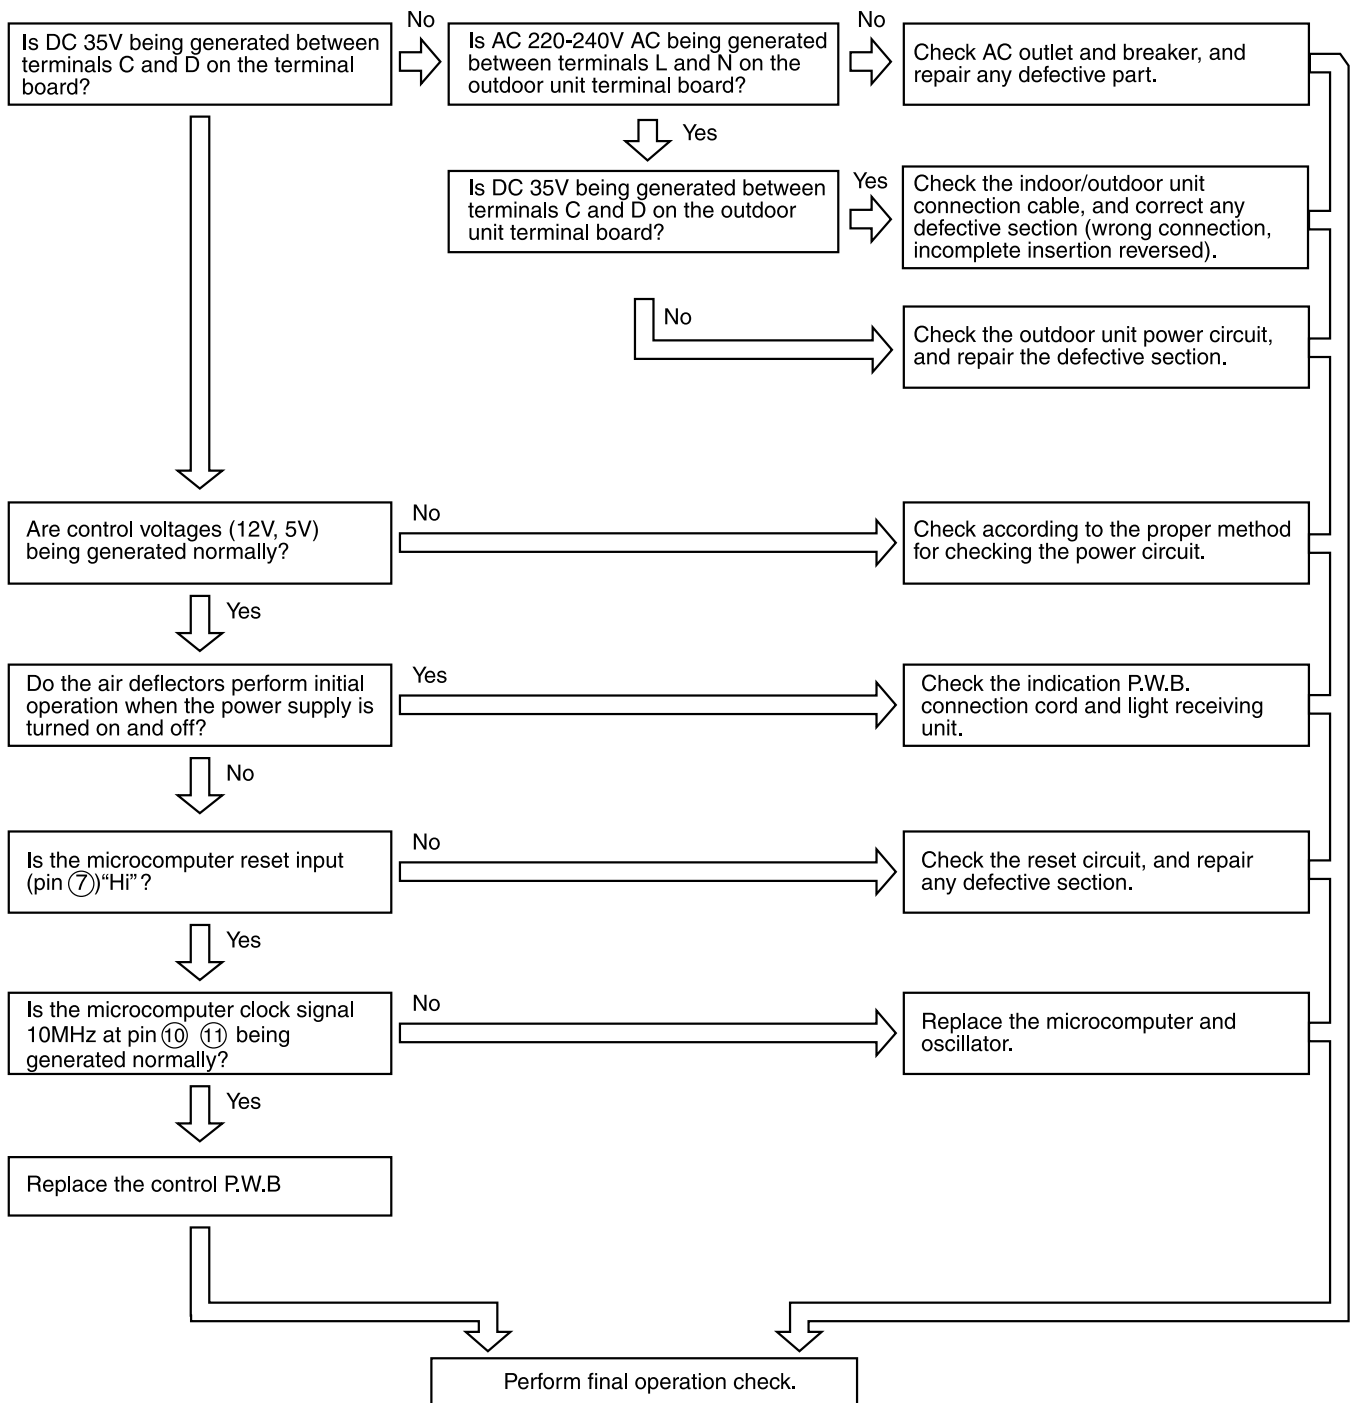 Is DC 35V being generated between
terminals C and D on the terminal
board?
No
Is AC 220-240V AC being generated
between terminals L and N on the
outdoor unit terminal board?
No
Check AC outlet and breaker, and
repair any defective part.
Yes
Is DC 35V being generated between
terminals C and D on the outdoor
unit terminal board?
Yes
Check the indoor/outdoor unit
connection cable, and correct any
defective section (wrong connection,
incomplete insertion reversed).
No
Check the outdoor unit power circuit,
and repair the defective section.
Are control voltages (12V, 5V)
being generated normally?
No
Check according to the proper method
for checking the power circuit.
Yes
Do the air deflectors perform initial
operation when the power supply is
turned on and off?
Yes
Check the indication P.W.B.
connection cord and light receiving
unit.
No
Is the microcomputer reset input
(pin ⑦)“Hi”?
No
Check the reset circuit, and repair
any defective section.
Yes
Is the microcomputer clock signal
10MHz at pin ⑩ ⑪ being
generated normally?
No
Replace the microcomputer and
oscillator.
Yes
Replace the control P.W.B
Perform final operation check.